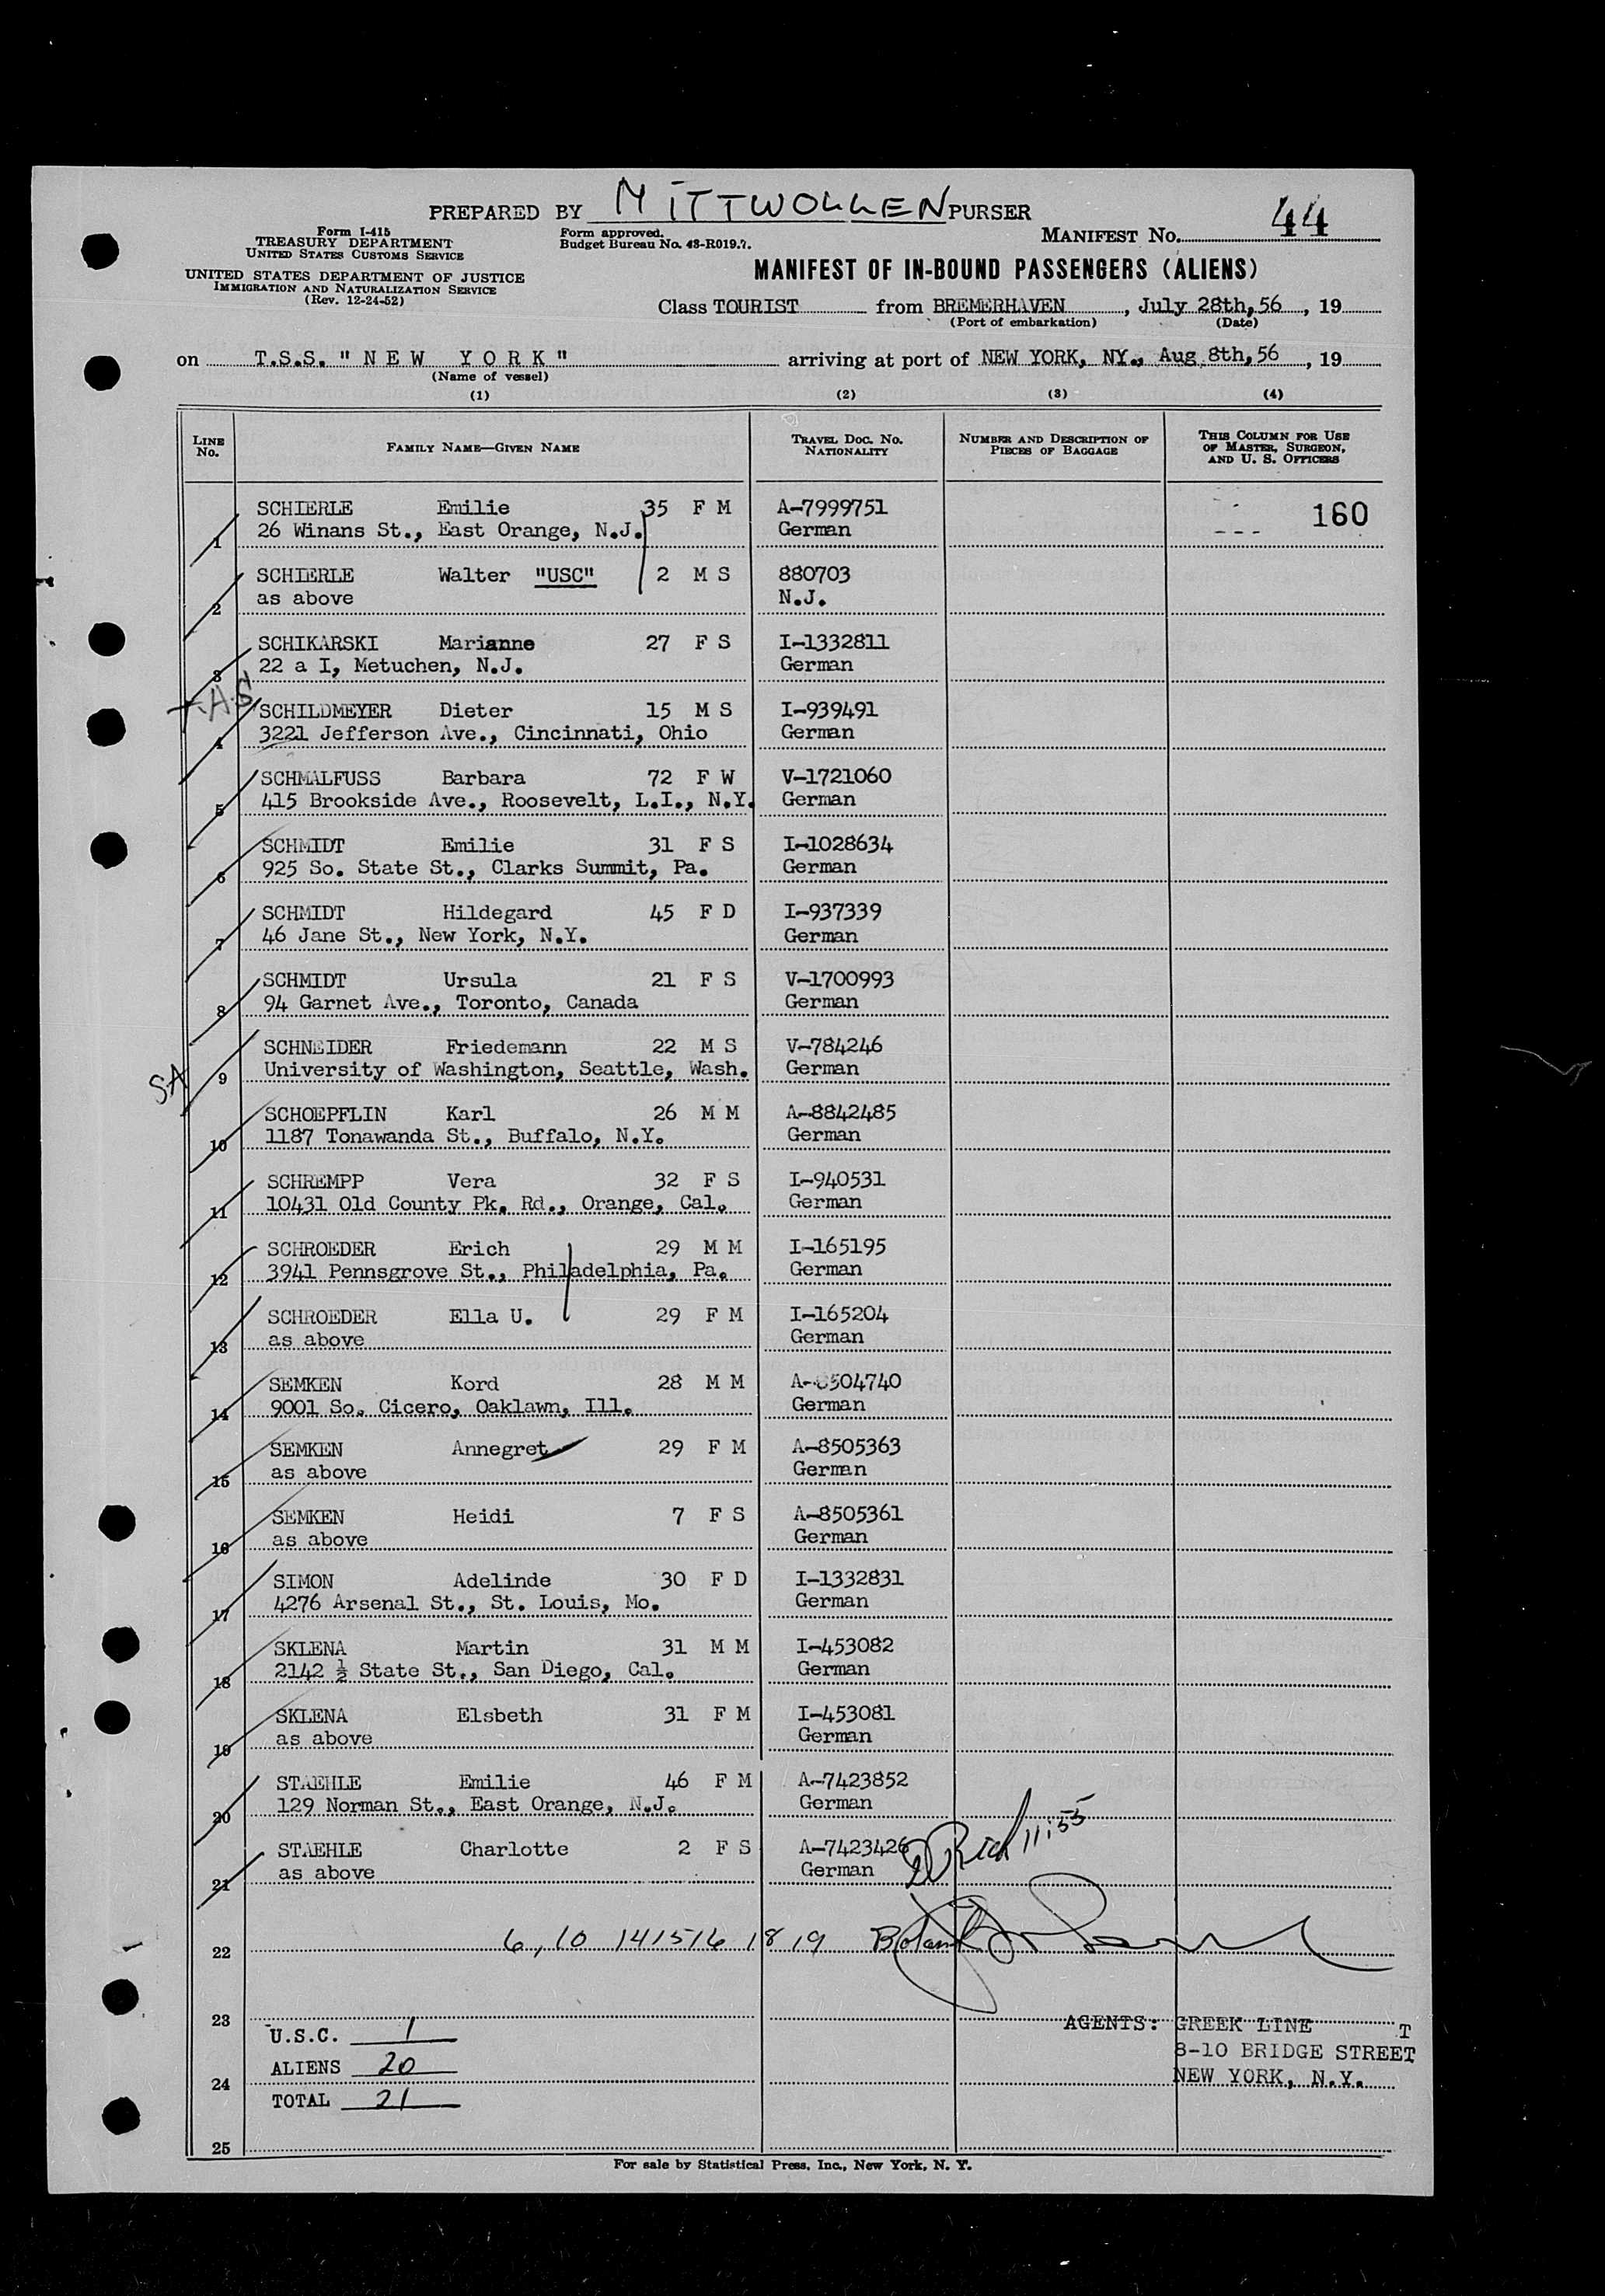 PREPARED BY MITTWOLLEN PURSER
44
Form I-415
TREASURY DEPARTMENT
UNITED STATES CUSTOMS SERVICE
Form approved.
Budget Bureau No. 43-R019.7.
MANIFEST No.
UNITED STATES DEPARTMENT OF JUSTICE
IMMIGRATION AND NATURALIZATION SERVICE
(Rev. 12-24-52)
MANIFEST OF IN-BOUND PASSENGERS (ALIENS)
Class TOURIST from BREMERHAVEN, July 28th,56, 19
(Port of embarkation) (Date)
on T.S.S. " N E W Y O R K " arriving at port of NEW YORK, NY., Aug 8th,56, 19
(Name of vessel)
(1) (2) (3) (4)
LINE No. FAMILY NAME—GIVEN NAME TRAVEL DOC. No. NATIONALITY NUMBER AND DESCRIPTION OF PIECES OF BAGGAGE THIS COLUMN FOR USE OF MASTER, SURGEON, AND U. S. OFFICERS
SCHIERLE Emilie 35 F M A-7999751 160
1 26 Winans St., East Orange, N.J. German - - -
SCHIERLE Walter "USC" 2 M S 880703
2 as above N.J.
SCHIKARSKI Marianne 27 F S I-1332811
3 22 a I, Metuchen, N.J. German
A.S
SCHILDMEYER Dieter 15 M S I-939491
4 3221 Jefferson Ave., Cincinnati, Ohio German
SCHMALFUSS Barbara 72 F W V-1721060
5 415 Brookside Ave., Roosevelt, L.I., N.Y. German
SCHMIDT Emilie 31 F S I-1028634
6 925 So. State St., Clarks Summit, Pa. German
SCHMIDT Hildegard 45 F D I-937339
7 46 Jane St., New York, N.Y. German
SCHMIDT Ursula 21 F S V-1700993
8 94 Garnet Ave., Toronto, Canada German
SCHNEIDER Friedemann 22 M S V-784246
SA 9 University of Washington, Seattle, Wash. German
SCHOEPFLIN Karl 26 M M A-8842485
10 1187 Tonawanda St., Buffalo, N.Y. German
SCHREMPP Vera 32 F S I-940531
11 10431 Old County Pk. Rd., Orange, Cal. German
SCHROEDER Erich 29 M M I-165195
12 3941 Pennsgrove St., Philadelphia, Pa. German
SCHROEDER Ella U. 29 F M I-165204
13 as above German
SEMKEN Kord 28 M M A-8504740
14 9001 So. Cicero, Oaklawn, Ill. German
SEMKEN Annegret 29 F M A-8505363
15 as above German
SEMKEN Heidi 7 F S A-8505361
16 as above German
SIMON Adelinde 30 F D I-1332831
17 4276 Arsenal St., St. Louis, Mo. German
SKLENA Martin 31 M M I-453082
18 2142 ½ State St., San Diego, Cal. German
SKLENA Elsbeth 31 F M I-453081
19 as above German
STAEHLE Emilie 46 F M A-7423852
20 129 Norman St., East Orange, N.J. German
STAEHLE Charlotte 2 F S A-7423426
21 as above German
11:55
22 6, 10 14 15 16 18 19
23
U.S.C. 1
AGENTS: GREEK LINE T
ALIENS 20
8-10 BRIDGE STREET
24
NEW YORK, N.Y.
TOTAL 21
25
For sale by Statistical Press, Inc., New York, N. Y.